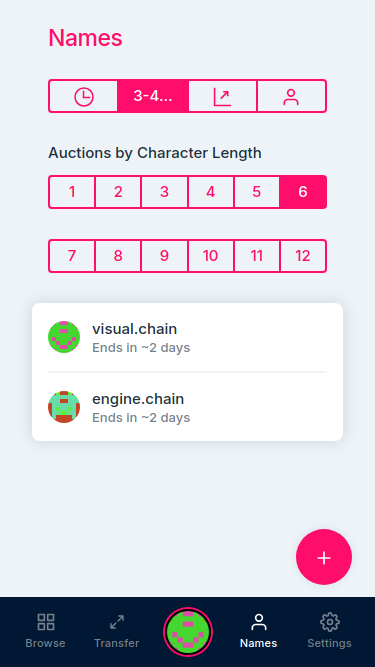 Names
3-4...
Auctions by Character Length
1 2 3 4 5 6
7 8 9 10 11 12
visual.chain
Ends in ~2 days
engine.chain
Ends in ~2 days
+
Browse Transfer Names Settings